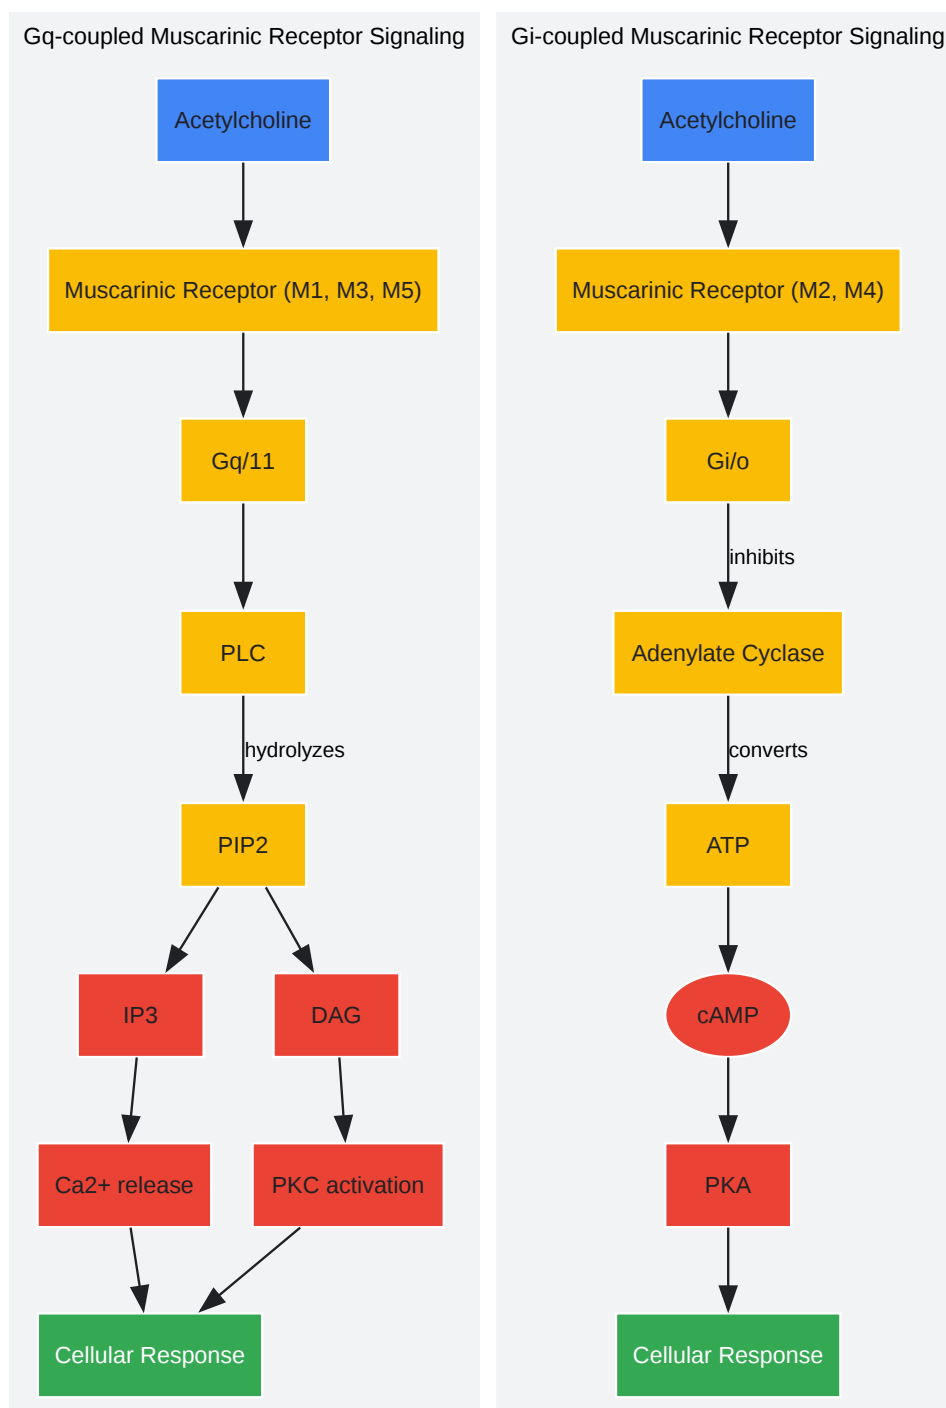 Gq-coupled Muscarinic Receptor Signaling
Acetylcholine
Muscarinic Receptor (M1, M3, M5)
Gq/11
PLC
hydrolyzes
PIP2
IP3
DAG
Ca2+ release
PKC activation
Cellular Response
Gi-coupled Muscarinic Receptor Signaling
Acetylcholine
Muscarinic Receptor (M2, M4)
Gi/o
inhibits
Adenylate Cyclase
converts
ATP
cAMP
PKA
Cellular Response